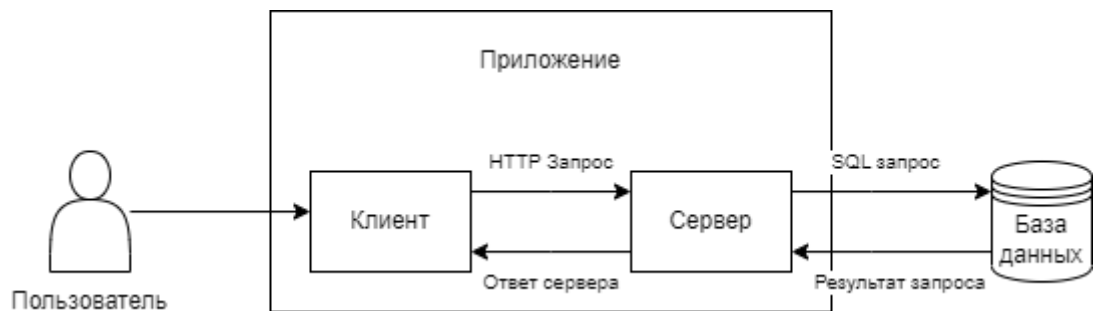 Приложение
HTTP Запрос
SQL запрос
Клиент
Сервер
База
данных
Ответ сервера
Результат запроса
Пользователь